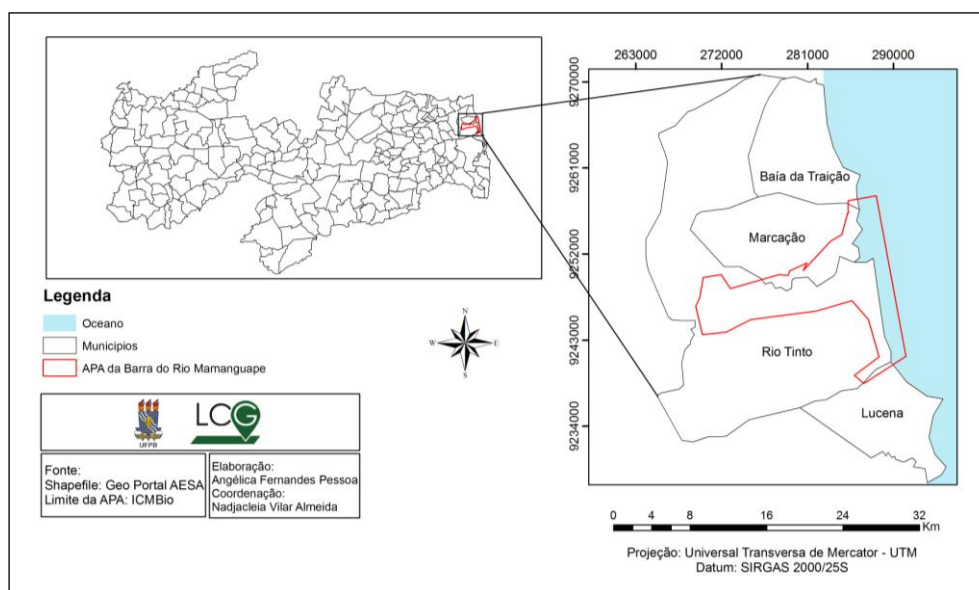 263000 272000 281000 290000
9270000
9261000
9252000
9243000
9234000
Baía da Traição
Marcação
Rio Tinto
Lucena
Legenda
Oceano
Municipios
APA da Barra do Rio Mamanguape
N
W E
S
UFPB
LCG
Fonte:
Shapefile: Geo Portal AESA
Limite da APA: ICMBio
Elaboração:
Angélica Fernandes Pessoa
Coordenação:
Nadjacleia Vilar Almeida
0 4 8 16 24 32
Km
Projeção: Universal Transversa de Mercator - UTM
Datum: SIRGAS 2000/25S